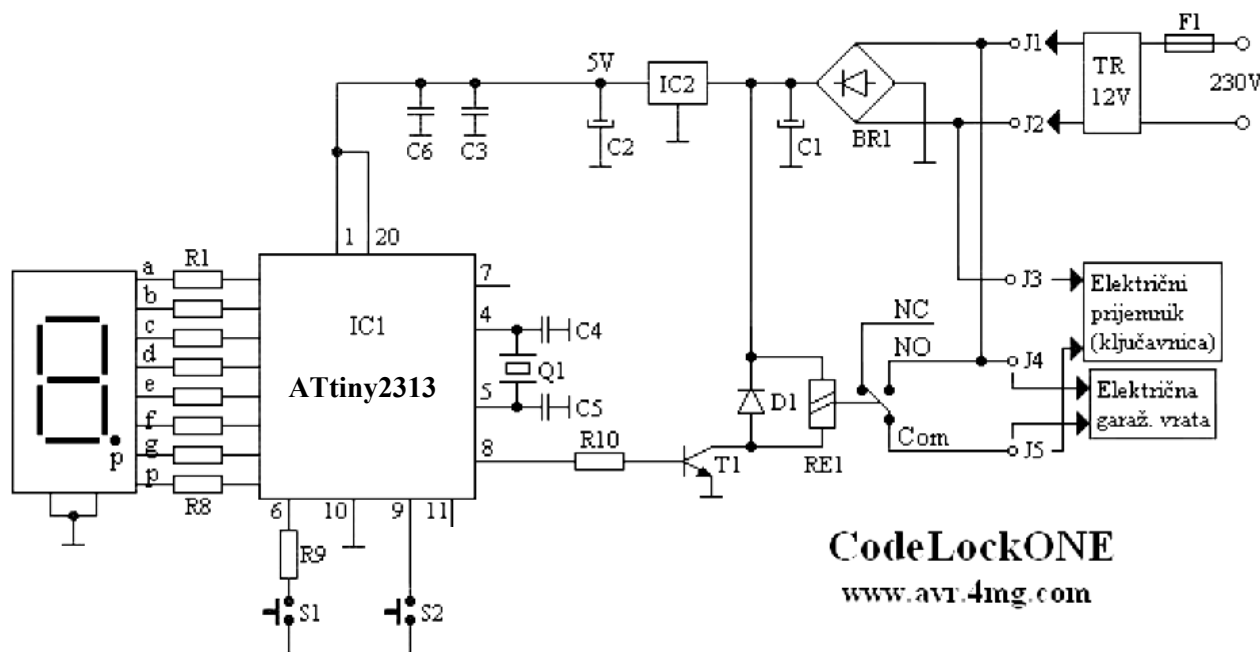 F1
J1
TR
12V
230V
J2
5V
IC2
BR1
C1
C2
C6
C3
1
20
a
R1
b
c
d
e
f
g
p
p
R8
IC1
ATtiny2313
7
4
C4
Q1
5
C5
8
R10
T1
D1
RE1
NC
NO
Com
J3
Električni
prijemnik
(ključavnica)
J4
Električna
garaž. vrata
J5
6
10
9
11
R9
S1
S2
CodeLockONE
www.avr.4mg.com